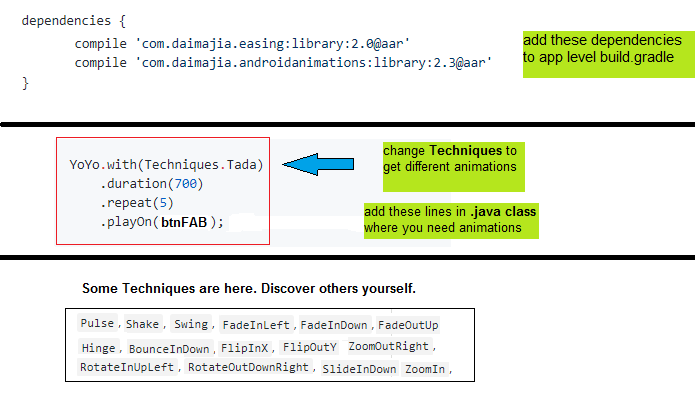 dependencies {
compile 'com.daimajia.easing:library:2.0@aar'
compile 'com.daimajia.androidanimations:library:2.3@aar'
}
add these dependencies
to app level build.gradle
YoYo.with(Techniques.Tada)
.duration(700)
.repeat(5)
.playOn(btnFAB);
change Techniques to
get different animations
add these lines in .java class
where you need animations
Some Techniques are here. Discover others yourself.
Pulse, Shake, Swing, FadeInLeft, FadeInDown, FadeOutUp
Hinge, BounceInDown, FlipInX, FlipOutY ZoomOutRight,
RotateInUpLeft, RotateOutDownRight, SlideInDown ZoomIn,